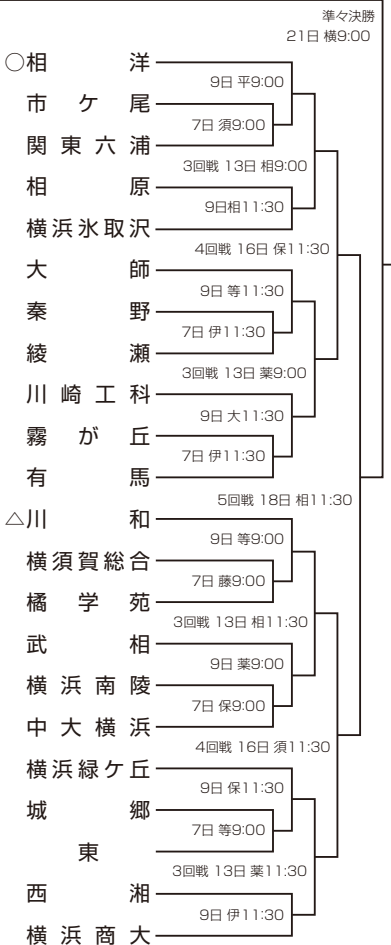 準々決勝
21日 横9:00
○相洋
9日 平9:00
市ケ尾
7日 須9:00
関東六浦
3回戦 13日 相9:00
相原
9日相11:30
横浜氷取沢
4回戦 16日 保11:30
大師
9日 等11:30
秦野
7日 伊11:30
綾瀬
3回戦 13日 薬9:00
川崎工科
9日 大11:30
霧が丘
7日 伊11:30
有馬
5回戦 18日 相11:30
△川和
9日 等9:00
横須賀総合
7日 藤9:00
橘学苑
3回戦 13日 相11:30
武相
9日 薬9:00
横浜南陵
7日 保9:00
中大横浜
4回戦 16日 須11:30
横浜緑ケ丘
9日 保11:30
城郷
7日 等9:00
東
3回戦 13日 薬11:30
西湘
9日 伊11:30
横浜商大